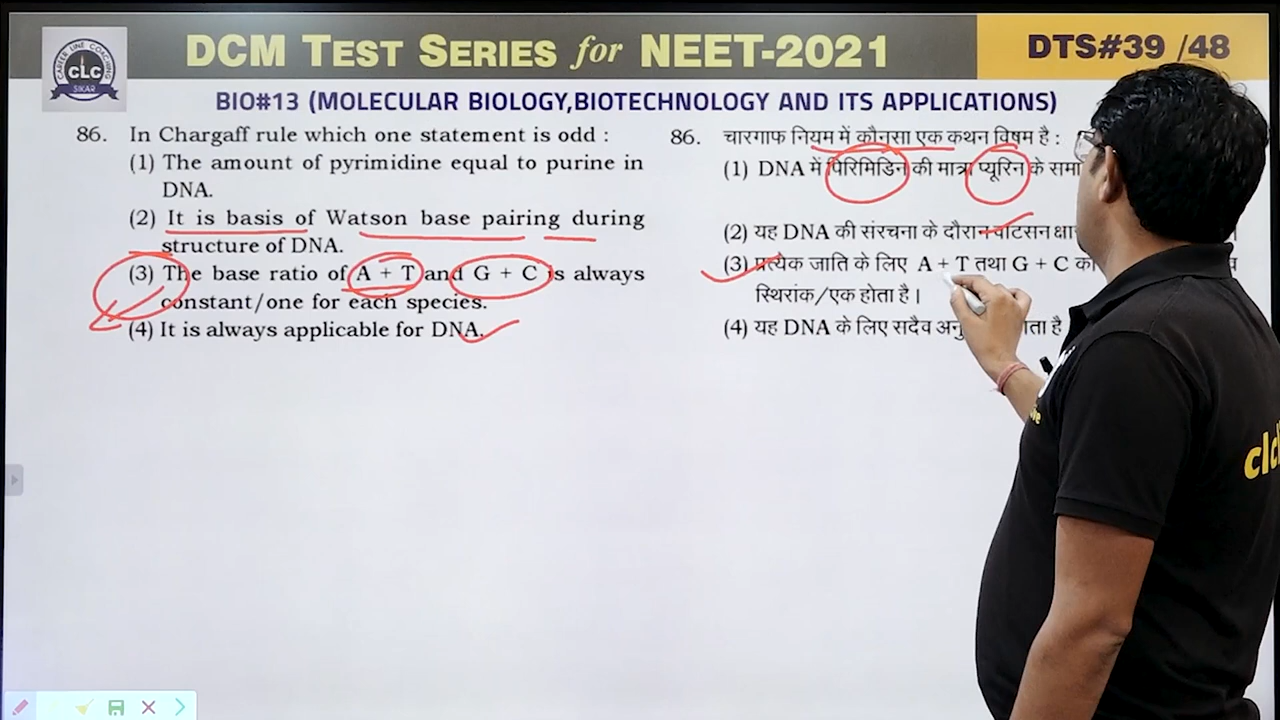 DCM TEST SERIES for NEET-2021
DTS#39 /48
CAREER LINE COACHING
CLC
SIKAR
BIO#13 (MOLECULAR BIOLOGY,BIOTECHNOLOGY AND ITS APPLICATIONS)
86. In Chargaff rule which one statement is odd :
(1) The amount of pyrimidine equal to purine in
DNA.
(2) It is basis of Watson base pairing during
structure of DNA.
(3) The base ratio of A + T and G + C is always
constant/one for each species.
(4) It is always applicable for DNA.
86. चारगाफ नियम में कौनसा एक कथन विषम है :
(1) DNA में पिरिमिडिन की मात्रा प्यूरिन के
(2) यह DNA की संरचना के दौरान वाटसन
(3) प्रत्येक जाति के लिए A + T तथा G + C
स्थिरांक/एक होता है।
(4) यह DNA के लिए सदैव
clc